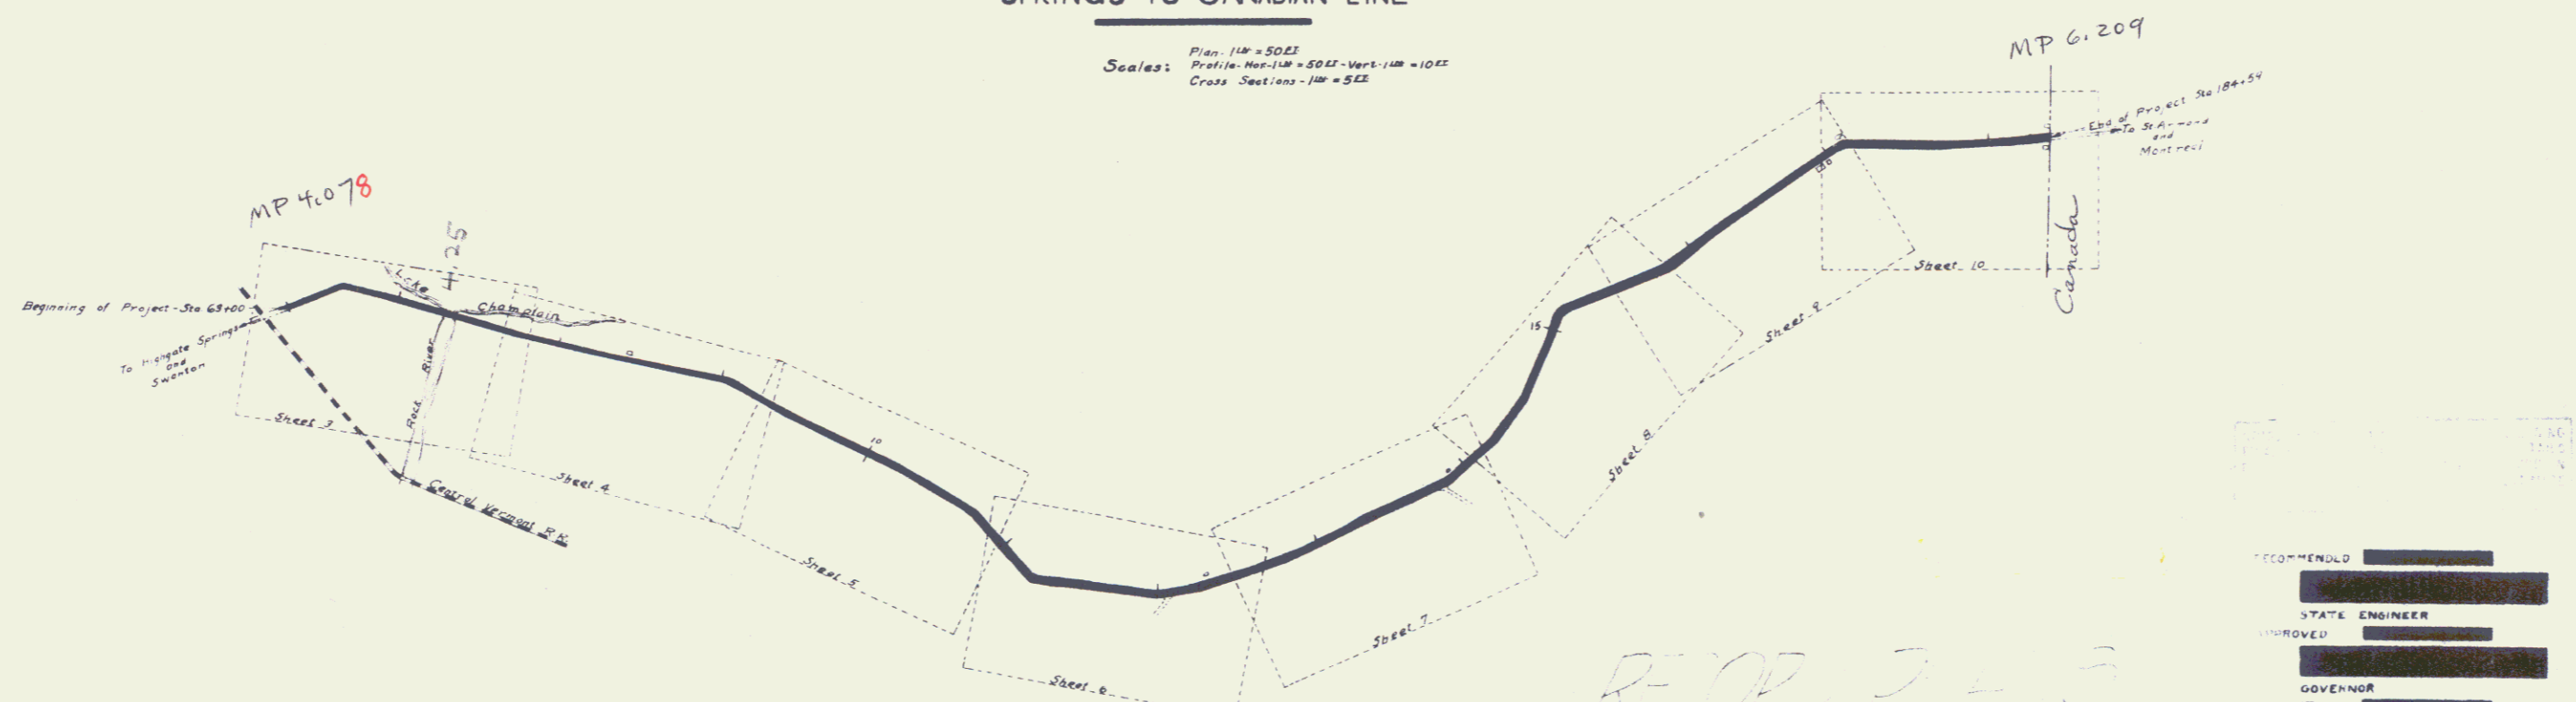 SPRINGS TO CANADIAN LINE
Scales:
Plan - 1 IN = 50 FT
Profile - Hor - 1 IN = 50 FT - Vert - 1 IN = 10 FT
Cross Sections - 1 IN = 5 FT
MP 6.209
End of Project Sta 184+54
To St Armand
and
Montreal
Canada
MP 4.078
4.25
Beginning of Project - Sta 69+00
To Highgate Springs
and
Swanton
Lake
Champlain
Rock River
Central Vermont R.R.
10
15
Sheet 3
Sheet 4
Sheet 5
Sheet 6
Sheet 7
Sheet 8
Sheet 9
Sheet 10
RECOMMENDED
STATE ENGINEER
APPROVED
GOVERNOR